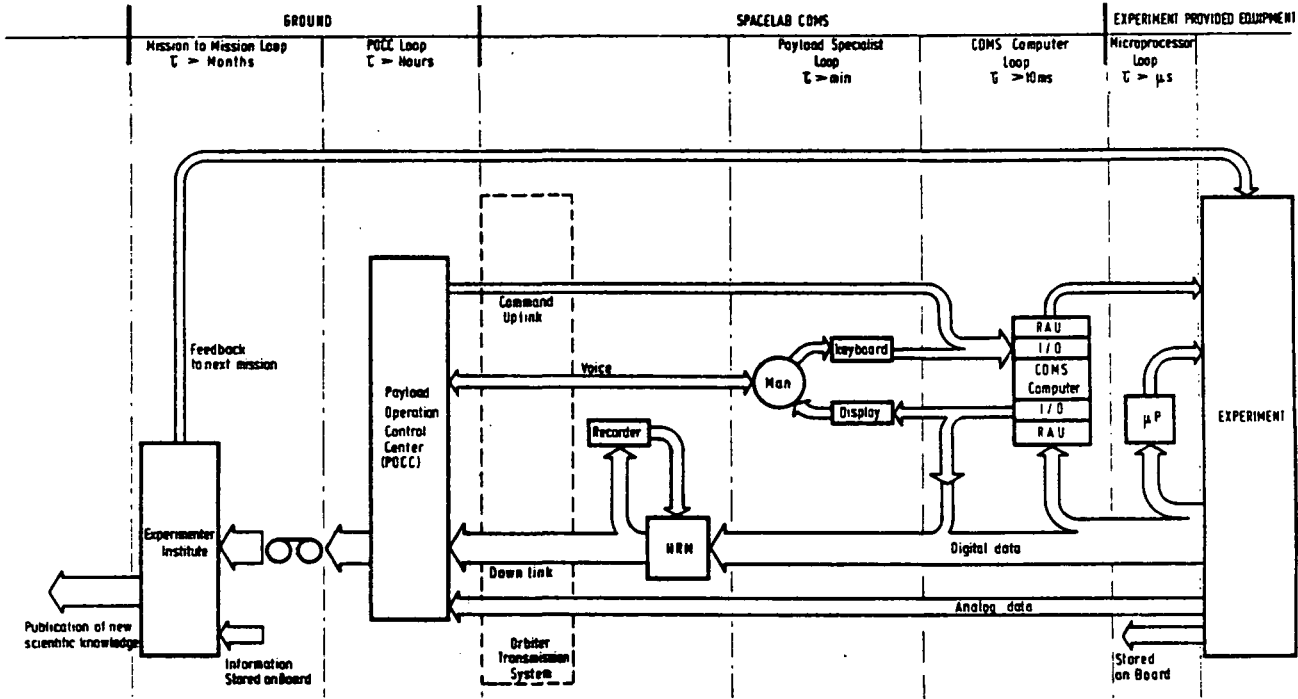 GROUND
SPACELAB CDMS
EXPERIMENT PROVIDED EQUIPMENT
Mission to Mission Loop
τ > Months
POCC Loop
τ > Hours
Payload Specialist
Loop
τ > min
CDMS Computer
Loop
τ > 10ms
Microprocessor
Loop
τ > μs
Feedback
to next mission
Payload
Operation
Control
Center
(POCC)
Command
Uplink
Voice
Man
Keyboard
Display
Recorder
RAU
I/O
CDMS
Computer
I/O
RAU
μP
EXPERIMENT
Experimenter
Institute
HRM
Down link
Digital data
Analog data
Publication of new
scientific knowledge
Information
Stored on Board
Orbiter
Transmission
System
Stored
on Board